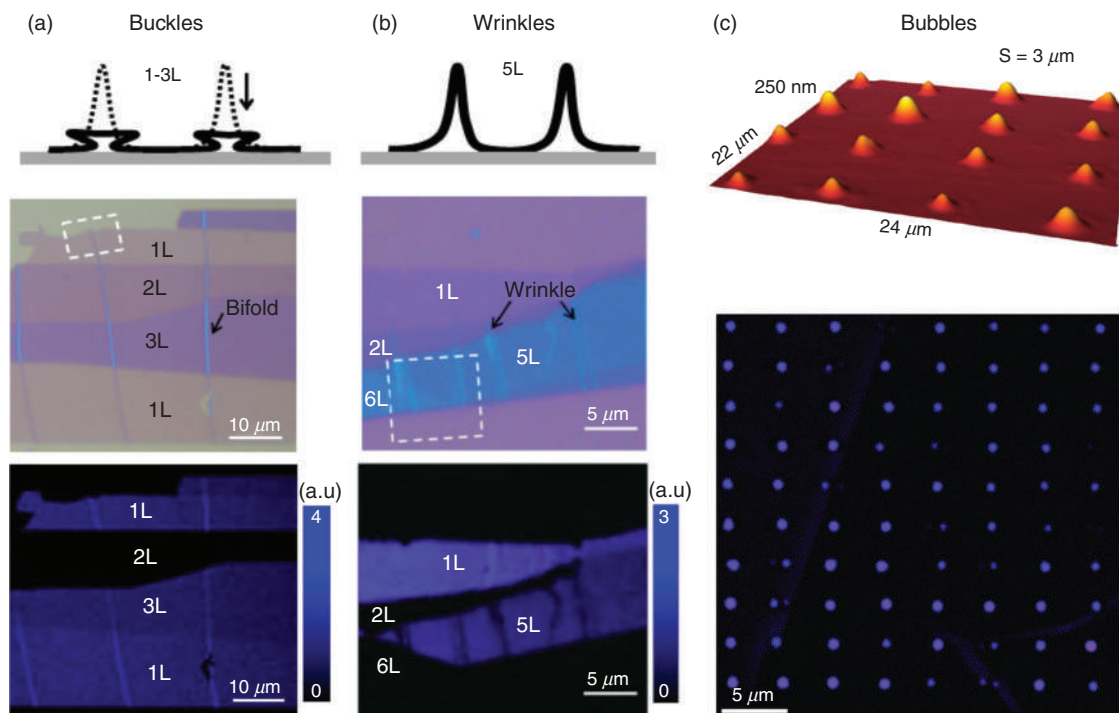 (a) Buckles
1-3L
1L
2L
Bifold
3L
1L
10 μm
(a.u)
4
1L
2L
3L
1L
10 μm
0
(b) Wrinkles
5L
1L
Wrinkle
2L
5L
6L
5 μm
(a.u)
3
1L
2L
5L
6L
5 μm
0
(c) Bubbles
S = 3 μm
250 nm
22 μm
24 μm
5 μm